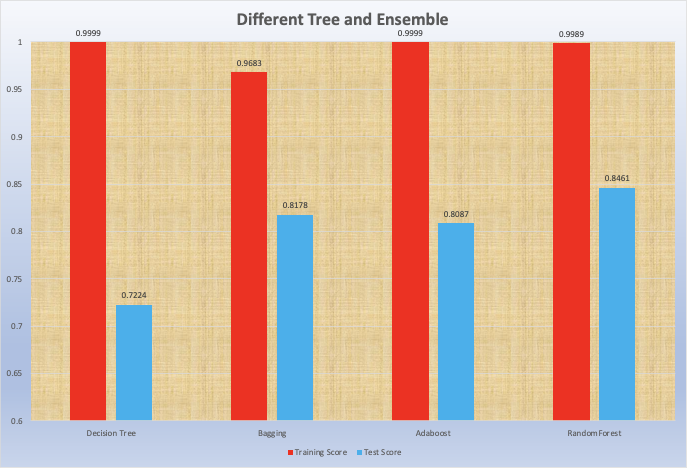 Different Tree and Ensemble
0.9999
0.9683
0.9999
0.9989
0.7224
0.8178
0.8087
0.8461
1
0.95
0.9
0.85
0.8
0.75
0.7
0.65
0.6
Decision Tree
Bagging
Adaboost
RandomForest
Training Score
Test Score